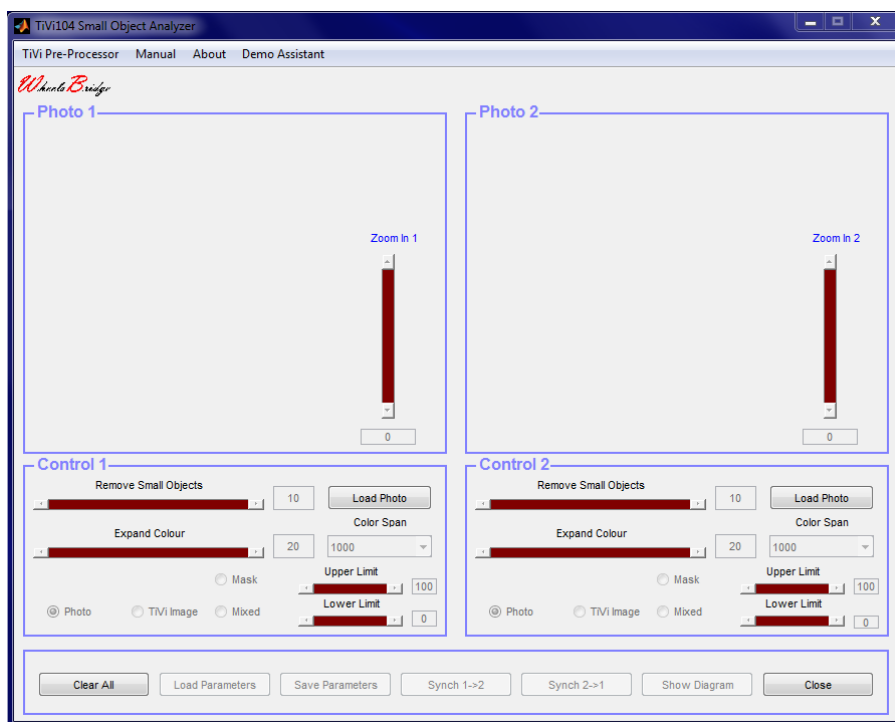 TiVi104 Small Object Analyzer
TiVi Pre-Processor Manual About Demo Assistant
WheelsBridge
Photo 1
Zoom In 1
0
Photo 2
Zoom In 2
0
Control 1
Remove Small Objects
10
Load Photo
Expand Colour
20
Color Span
1000
Mask
Upper Limit
100
Photo
TiVi Image
Mixed
Lower Limit
0
Control 2
Remove Small Objects
10
Load Photo
Expand Colour
20
Color Span
1000
Mask
Upper Limit
100
Photo
TiVi Image
Mixed
Lower Limit
0
Clear All Load Parameters Save Parameters Synch 1->2 Synch 2->1 Show Diagram Close